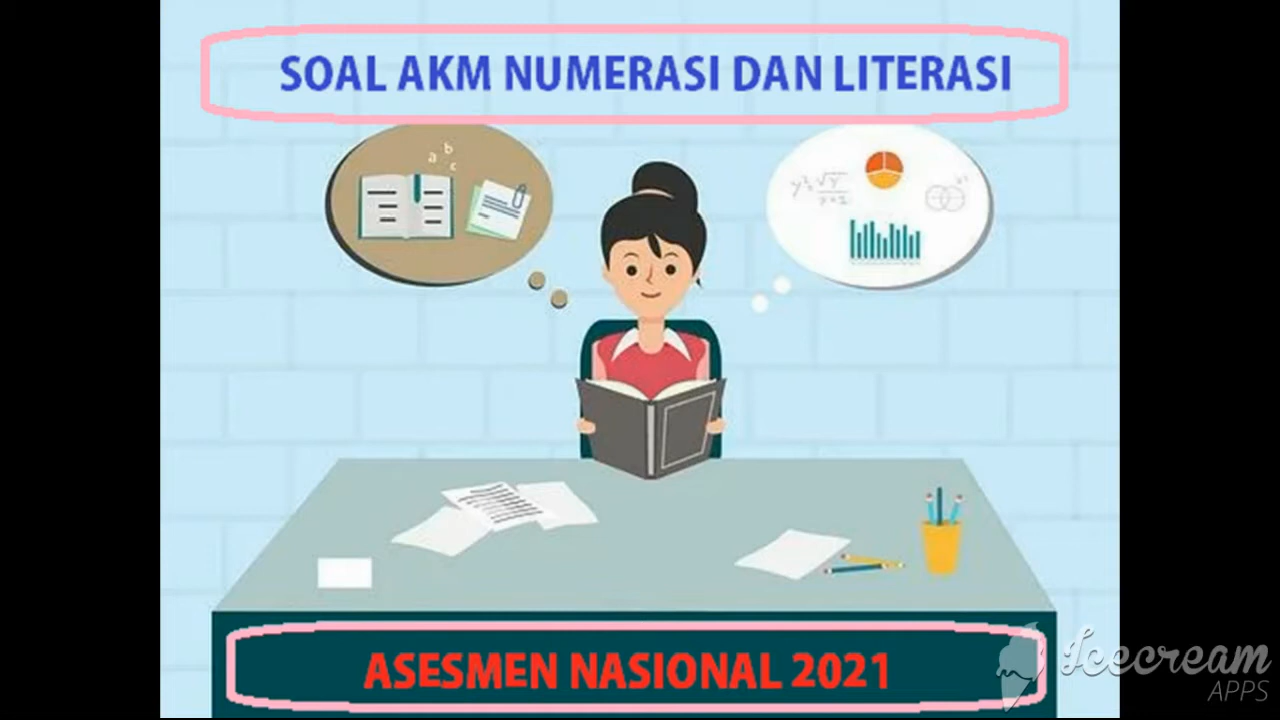 SOAL AKM NUMERASI DAN LITERASI
a b c
ASESMEN NASIONAL 2021
Icecream
APPS